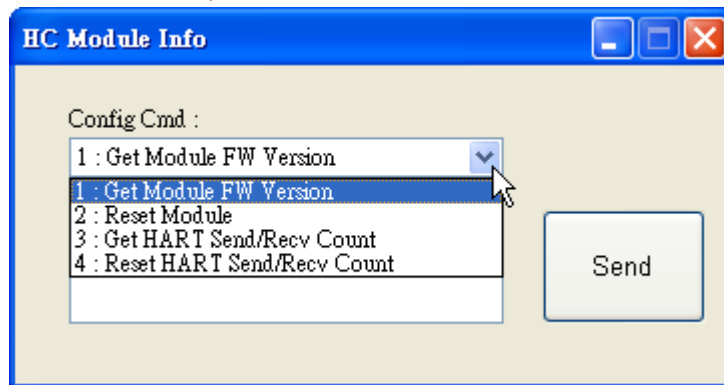 HC Module Info
Config Cmd :
1 : Get Module FW Version
1 : Get Module FW Version
2 : Reset Module
3 : Get HART Send/Recv Count
4 : Reset HART Send/Recv Count
Send